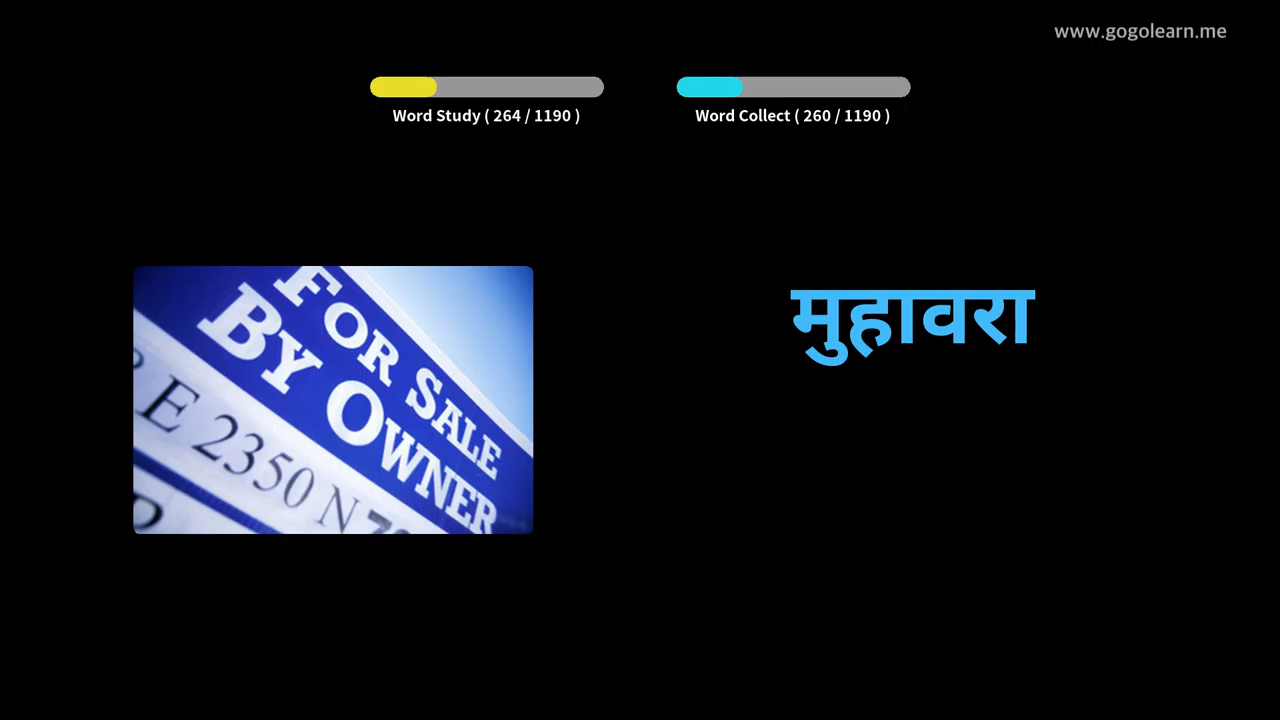 www.gogolearn.me
Word Study ( 264 / 1190 )
Word Collect ( 260 / 1190 )
FOR SALE
BY OWNER
E 2350 N
मुहावरा